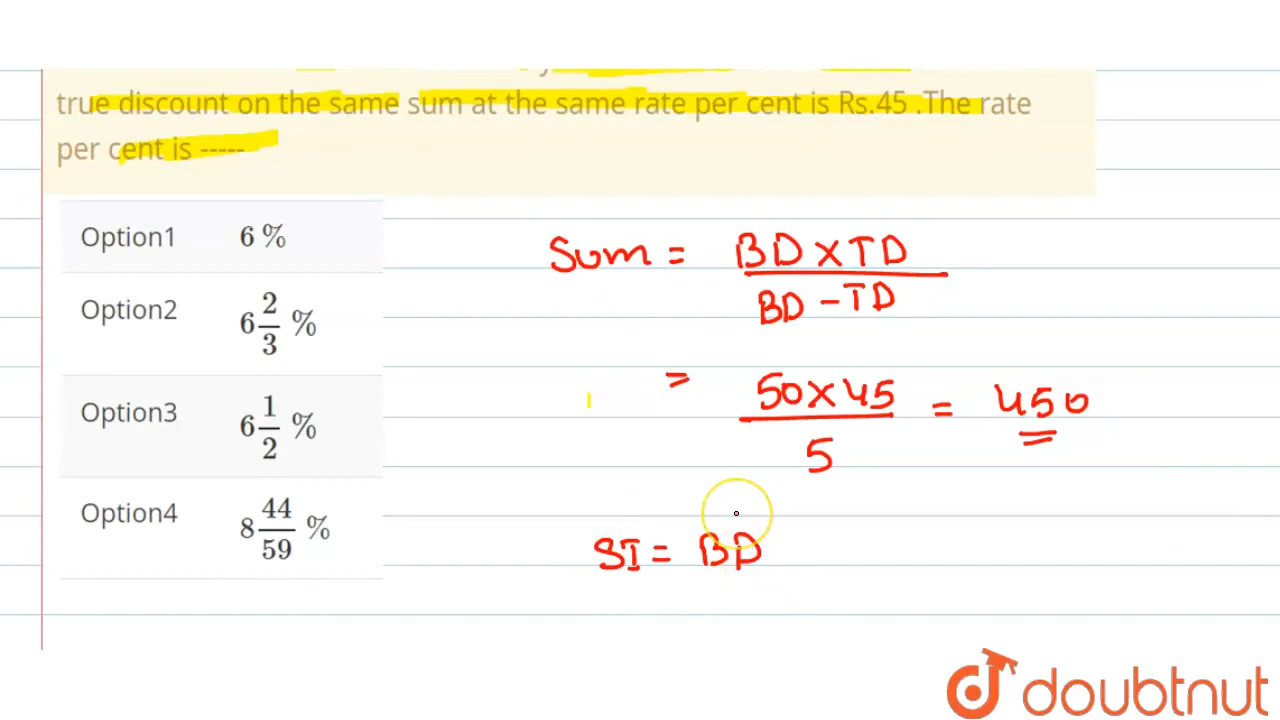 true discount on the same sum at the same rate per cent is Rs.45 .The rate
per cent is -----
Option1 6 %
Option2 6 2/3 %
Option3 6 1/2 %
Option4 8 44/59 %
Sum = BD × TD / BD - TD
= 50 × 45 / 5 = 450
SI = BD
doubtnut